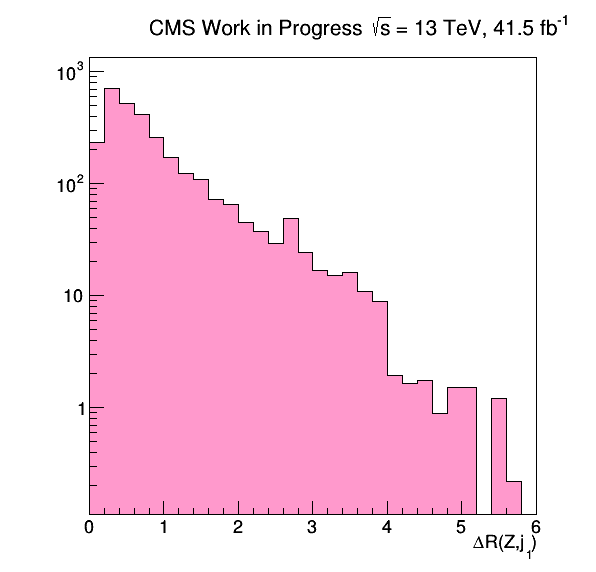 CMS Work in Progress √s = 13 TeV, 41.5 fb⁻¹
10³
10²
10
1
0 1 2 3 4 5 6
ΔR(Z,j₁)